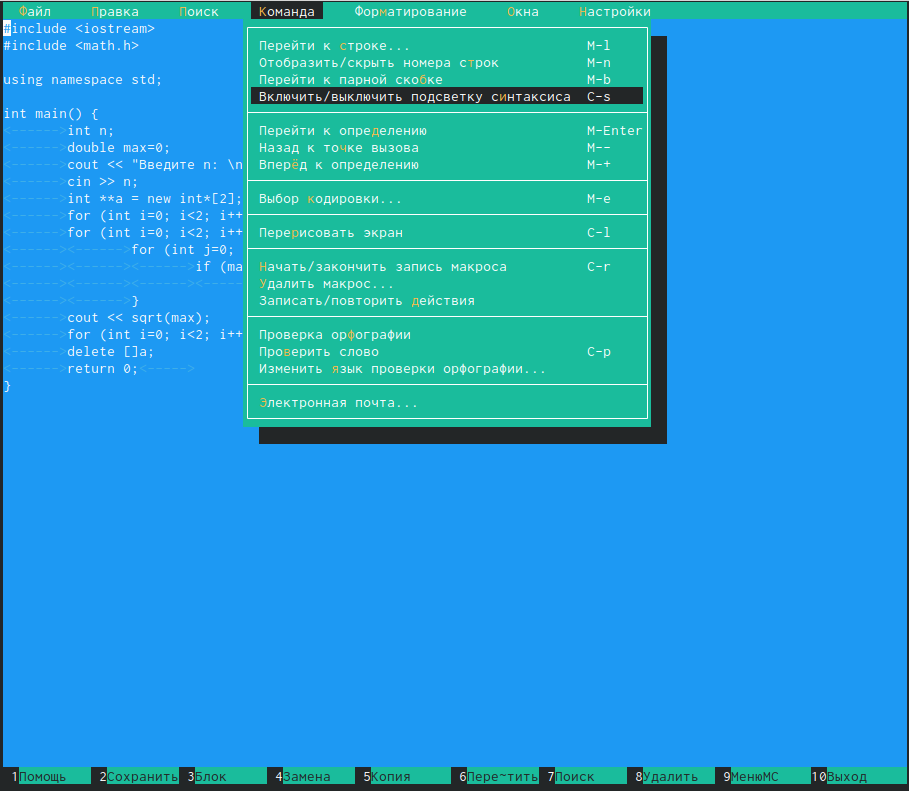 Файл Правка Поиск Команда Форматирование Окна Настройки
#include <iostream>
#include <math.h>
using namespace std;
int main() {
<------>int n;
<------>double max=0;
<------>cout << "Введите n: \n
<------>cin >> n;
<------>int **a = new int*[2];
<------>for (int i=0; i<2; i++
<------>for (int i=0; i<2; i++
<------><------>for (int j=0;
<------><------><------>if (ma
<------><------><------><-----
<------><------>}
<------>cout << sqrt(max);
<------>for (int i=0; i<2; i++
<------>delete []a;
<------>return 0;<----->
}
Перейти к строке... M-l
Отобразить/скрыть номера строк M-n
Перейти к парной скобке M-b
Включить/выключить подсветку синтаксиса C-s
Перейти к определению M-Enter
Назад к точке вызова M--
Вперёд к определению M-+
Выбор кодировки... M-e
Перерисовать экран C-l
Начать/закончить запись макроса C-r
Удалить макрос...
Записать/повторить действия
Проверка орфографии
Проверить слово C-p
Изменить язык проверки орфографии...
Электронная почта...
1Помощь 2Сохранить 3Блок 4Замена 5Копия 6Пере~тить 7Поиск 8Удалить 9МенюMC 10Выход